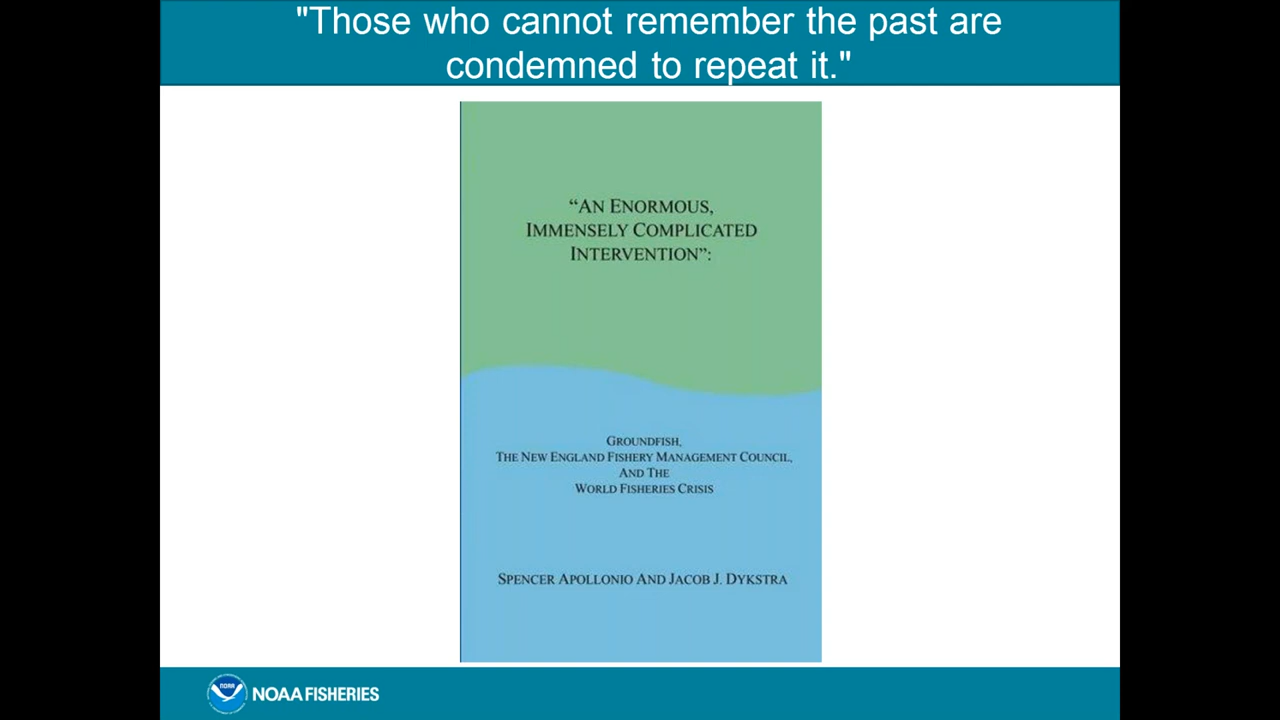 "Those who cannot remember the past are
condemned to repeat it."
“AN ENORMOUS,
IMMENSELY COMPLICATED
INTERVENTION”:
GROUNDFISH,
THE NEW ENGLAND FISHERY MANAGEMENT COUNCIL,
AND THE
WORLD FISHERIES CRISIS
SPENCER APOLLONIO AND JACOB J. DYKSTRA
NOAA
NOAA FISHERIES